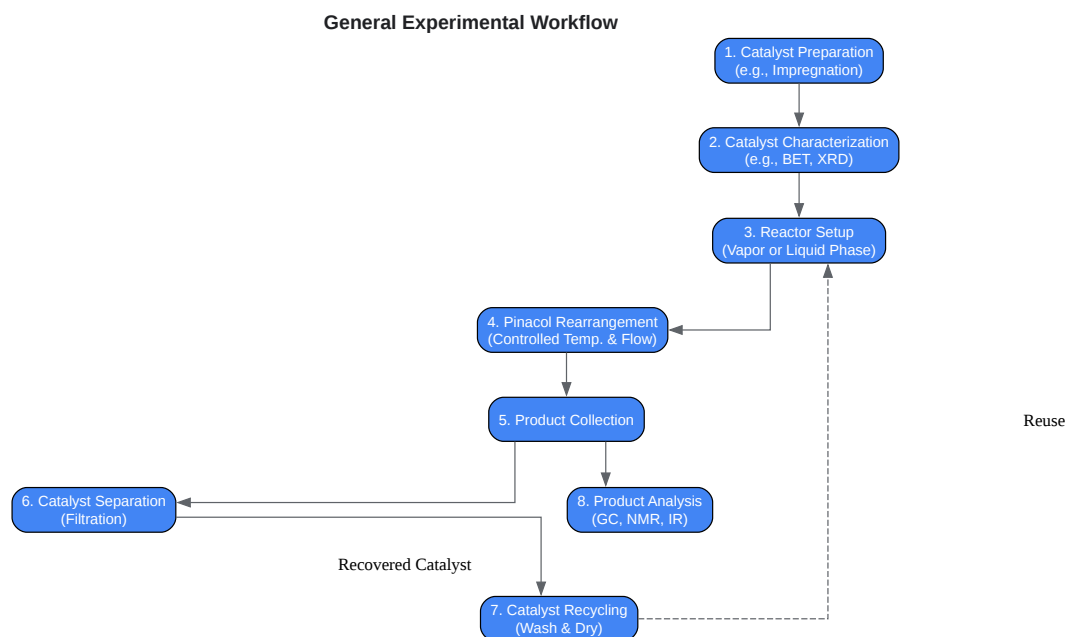 General Experimental Workflow
1. Catalyst Preparation
(e.g., Impregnation)
2. Catalyst Characterization
(e.g., BET, XRD)
3. Reactor Setup
(Vapor or Liquid Phase)
4. Pinacol Rearrangement
(Controlled Temp. & Flow)
5. Product Collection
Reuse
6. Catalyst Separation
(Filtration)
8. Product Analysis
(GC, NMR, IR)
Recovered Catalyst
7. Catalyst Recycling
(Wash & Dry)